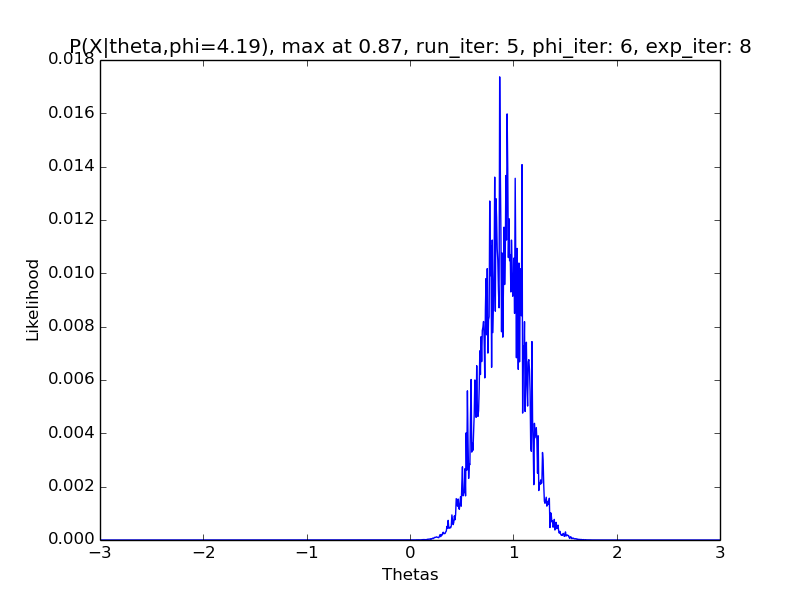 P(X|theta,phi=4.19), max at 0.87, run_iter: 5, phi_iter: 6, exp_iter: 8
0.018
0.016
0.014
0.012
0.010
0.008
0.006
0.004
0.002
0.000
Likelihood
−3 −2 −1 0 1 2 3
Thetas